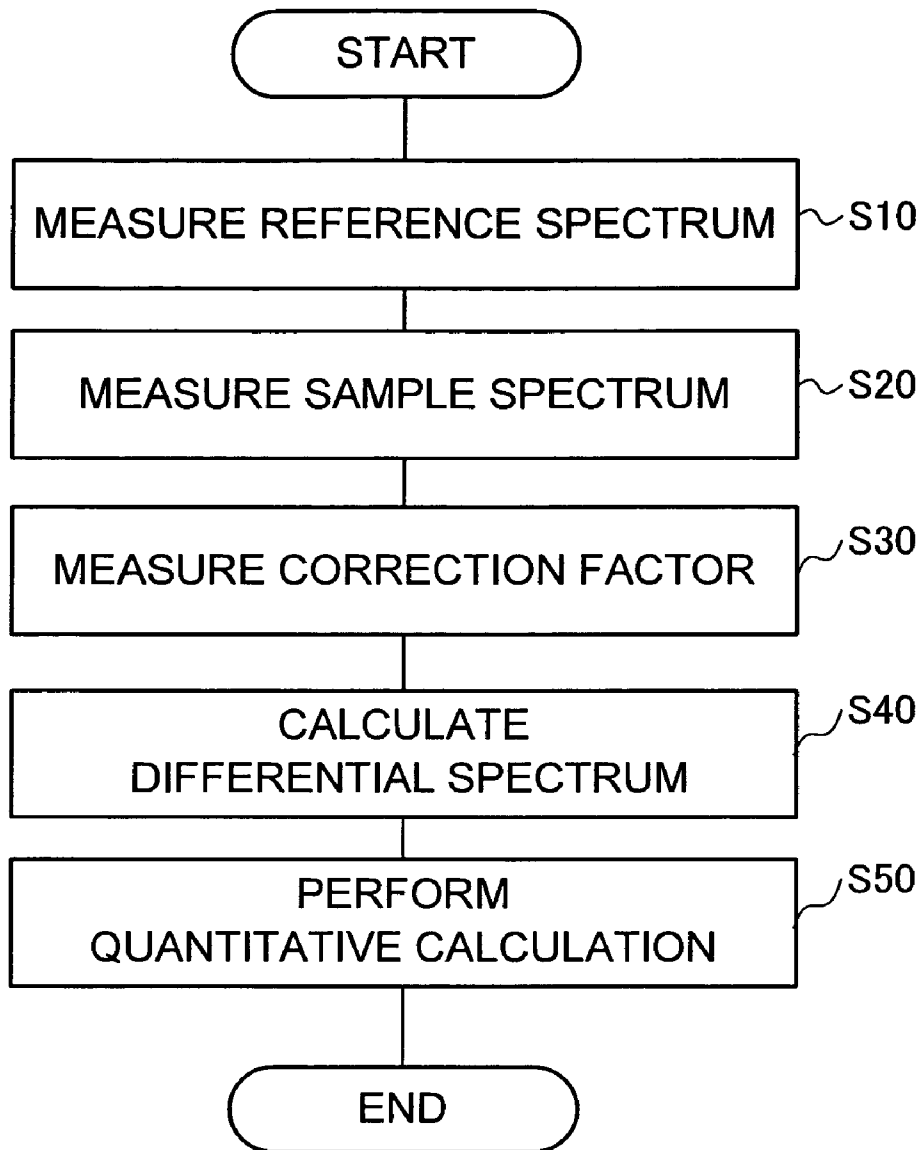 START
MEASURE REFERENCE SPECTRUM
S10
MEASURE SAMPLE SPECTRUM
S20
MEASURE CORRECTION FACTOR
S30
CALCULATE
DIFFERENTIAL SPECTRUM
S40
PERFORM
QUANTITATIVE CALCULATION
S50
END